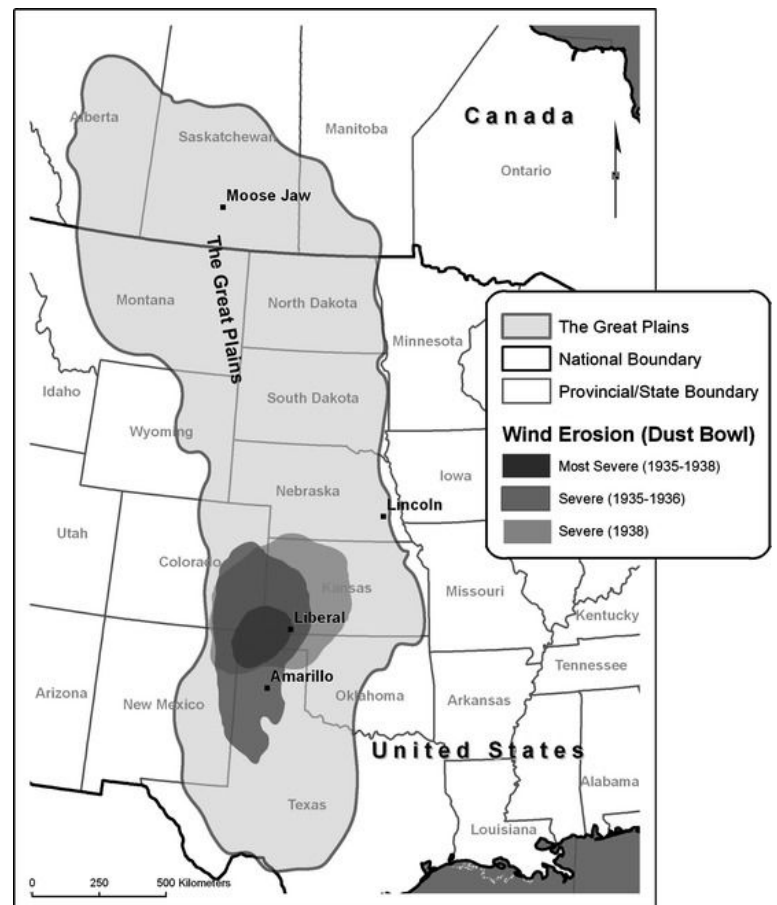 Canada
Alberta
Saskatchewan
Manitoba
Ontario
Moose Jaw
The Great Plains
Montana
North Dakota
Minnesota
South Dakota
Idaho
Wyoming
Iowa
Nebraska
Lincoln
Utah
Colorado
Kansas
Missouri
Kentucky
Liberal
Tennessee
Amarillo
Arizona
New Mexico
Oklahoma
Arkansas
United States
Alabama
Texas
Louisiana
0 250 500 Kilometers
The Great Plains
National Boundary
Provincial/State Boundary
Wind Erosion (Dust Bowl)
Most Severe (1935-1938)
Severe (1935-1936)
Severe (1938)